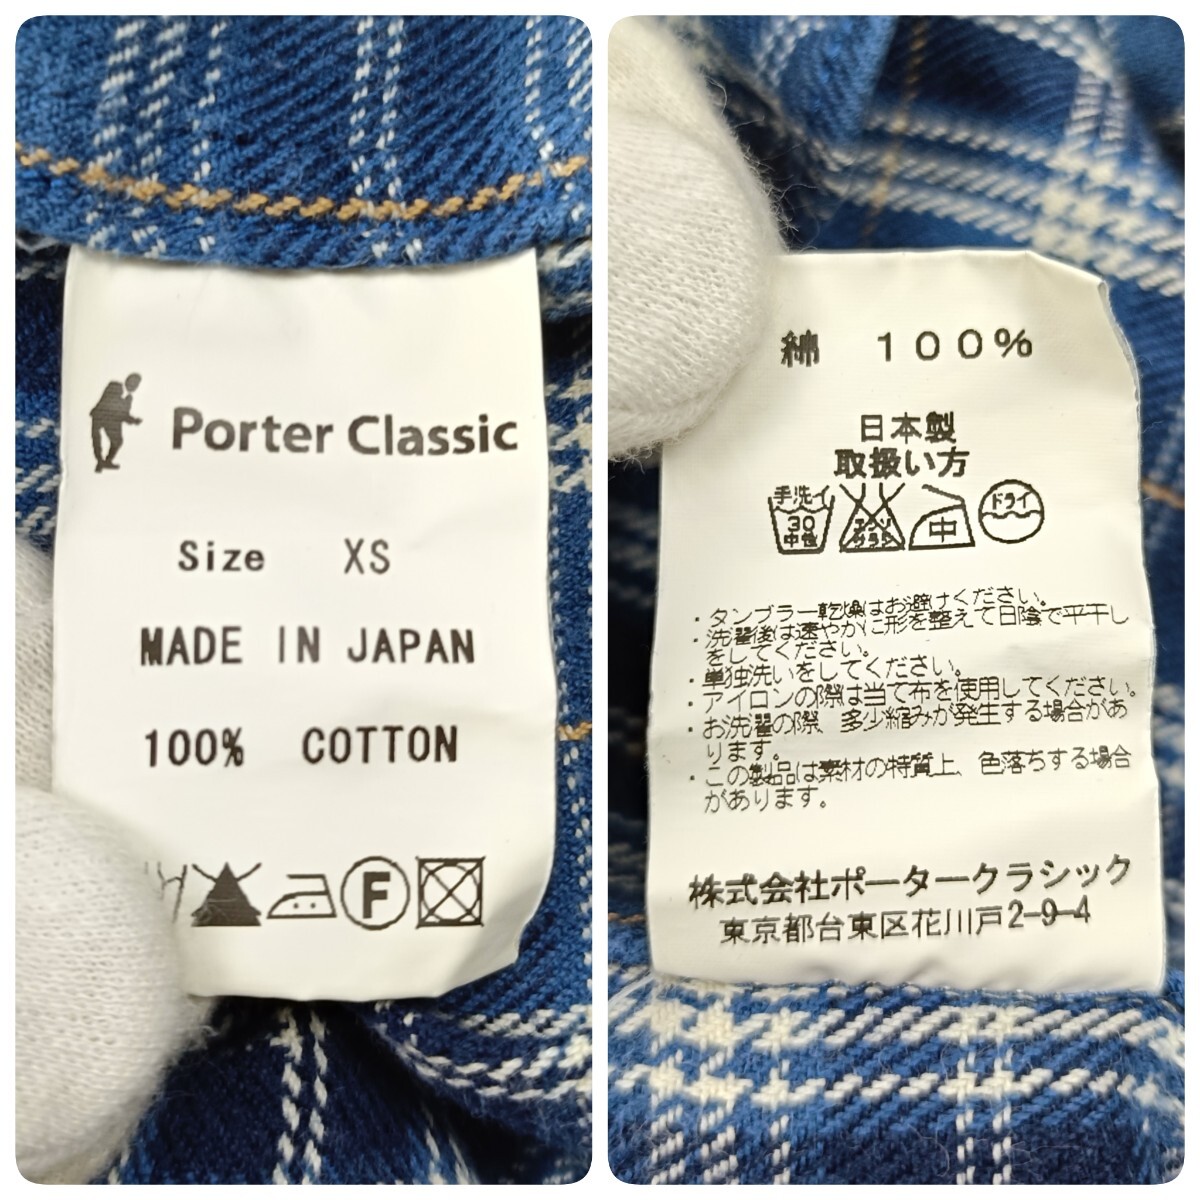 Porter Classic
Size XS
MADE IN JAPAN
100% COTTON
F
綿 100%
日本製
取扱い方
手洗イ
30
中性
エンソ
サラシ
中
ドライ
・タンブラー乾燥はお避けください。
・洗濯後は速やかに形を整えて日陰で平干し
をしてください。
・単独洗いをしてください。
・アイロンの際は当て布を使用してください。
・お洗濯の際、多少縮みが発生する場合があ
ります。
・この製品は素材の特質上、色落ちする場合
があります。
株式会社ポータークラシック
東京都台東区花川戸2-9-4